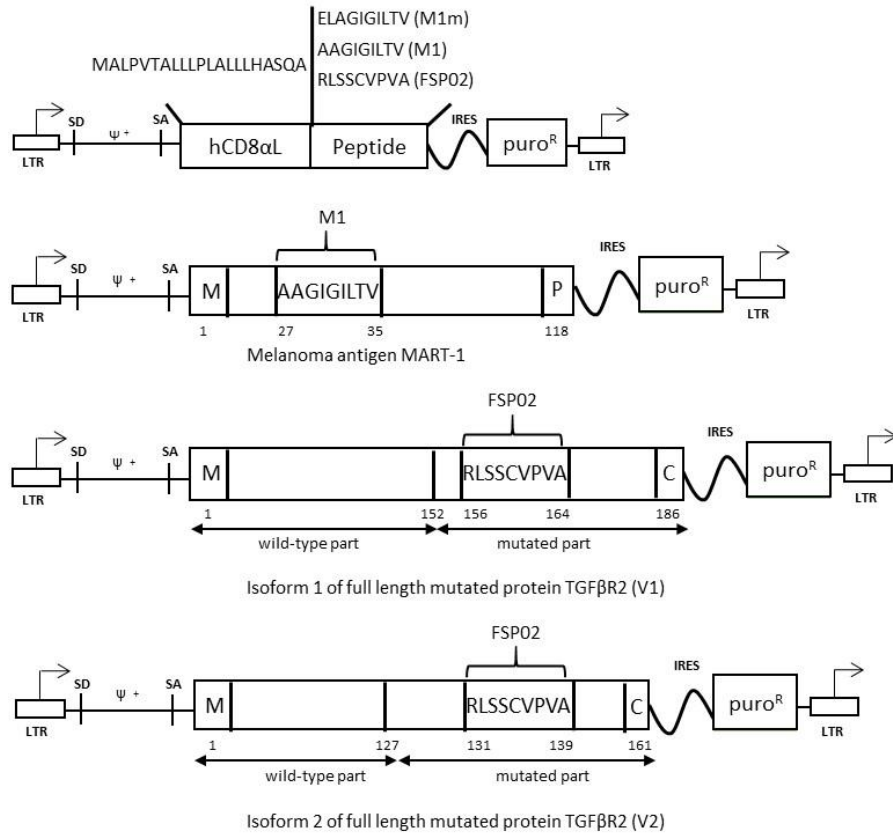 ELAGIGILTV (M1m)
MALPVTALLLPLALLLHASQA AAGIGILTV (M1)
RLSSCVPVA (FSP02)
SD Ψ + SA IRES
hCD8αL Peptide puroᴿ
LTR LTR
M1
IRES
SD Ψ + SA
M AAGIGILTV P puroᴿ
LTR LTR
1 27 35 118
Melanoma antigen MART-1
FSP02
IRES
SD Ψ + SA
M RLSSCVPVA C puroᴿ
LTR LTR
1 152 156 164 186
wild-type part mutated part
Isoform 1 of full length mutated protein TGFβR2 (V1)
FSP02
IRES
SD Ψ + SA
M RLSSCVPVA C puroᴿ
LTR LTR
1 127 131 139 161
wild-type part mutated part
Isoform 2 of full length mutated protein TGFβR2 (V2)